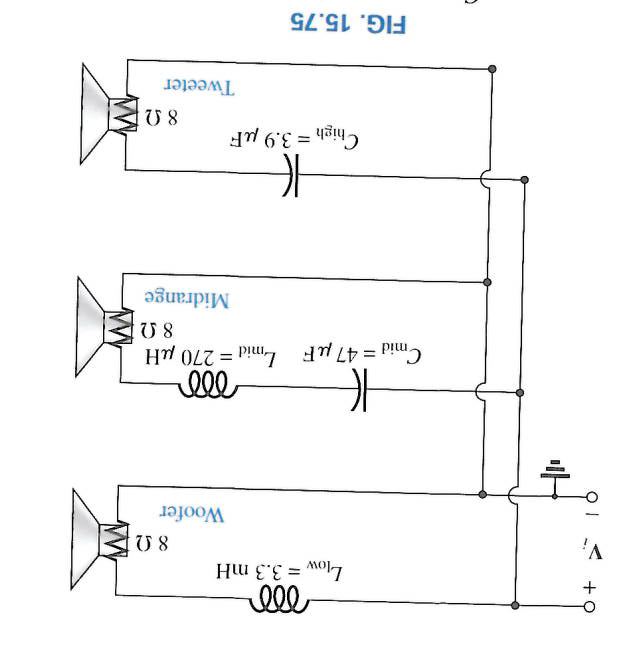 +
L_low = 3.3 mH
V_i
8 Ω
−
Woofer
C_mid = 47 μF L_mid = 270 μH
8 Ω
Midrange
C_high = 3.9 μF
8 Ω
Tweeter
FIG. 15.75